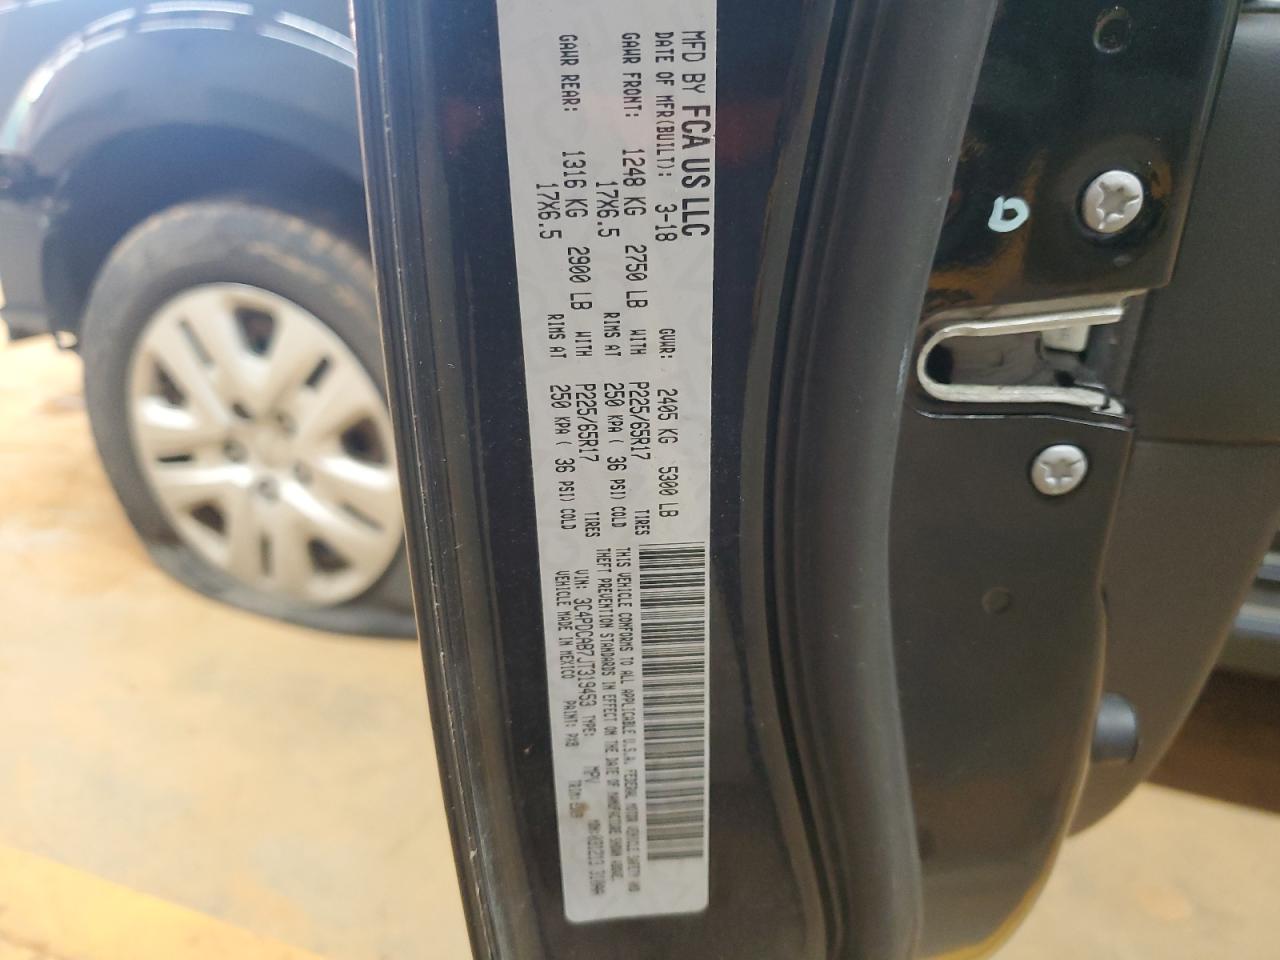 MFD BY FCA US LLC
DATE OF MFR(BUILT): 3-18 GVWR: 2405 KG 5300 LB
GAWR FRONT: 1248 KG 2750 LB WITH P225/65R17 TIRES
17X6.5 RIMS AT 250 KPA ( 36 PSI) COLD
GAWR REAR: 1316 KG 2900 LB WITH P225/65R17 TIRES
17X6.5 RIMS AT 250 KPA ( 36 PSI) COLD
THIS VEHICLE CONFORMS TO ALL APPLICABLE U.S.A. FEDERAL MOTOR VEHICLE SAFETY AND
THEFT PREVENTION STANDARDS IN EFFECT ON THE DATE OF MANUFACTURE SHOWN ABOVE.
VIN: 3C4PDCAB7JT319453 TYPE: MPV
VEHICLE MADE IN MEXICO PAINT: PX8 TRIM: